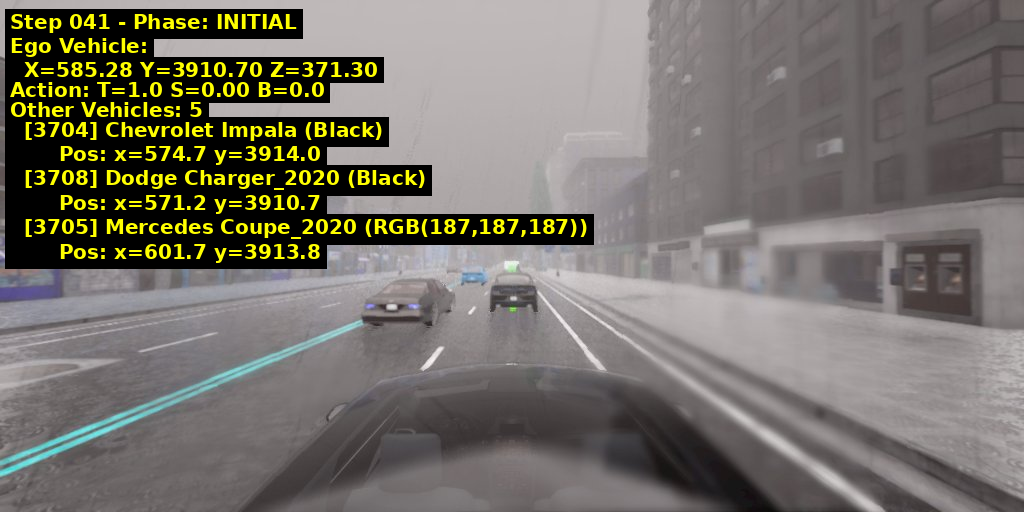 Step 041 - Phase: INITIAL
Ego Vehicle:
X=585.28 Y=3910.70 Z=371.30
Action: T=1.0 S=0.00 B=0.0
Other Vehicles: 5
[3704] Chevrolet Impala (Black)
Pos: x=574.7 y=3914.0
[3708] Dodge Charger_2020 (Black)
Pos: x=571.2 y=3910.7
[3705] Mercedes Coupe_2020 (RGB(187,187,187))
Pos: x=601.7 y=3913.8